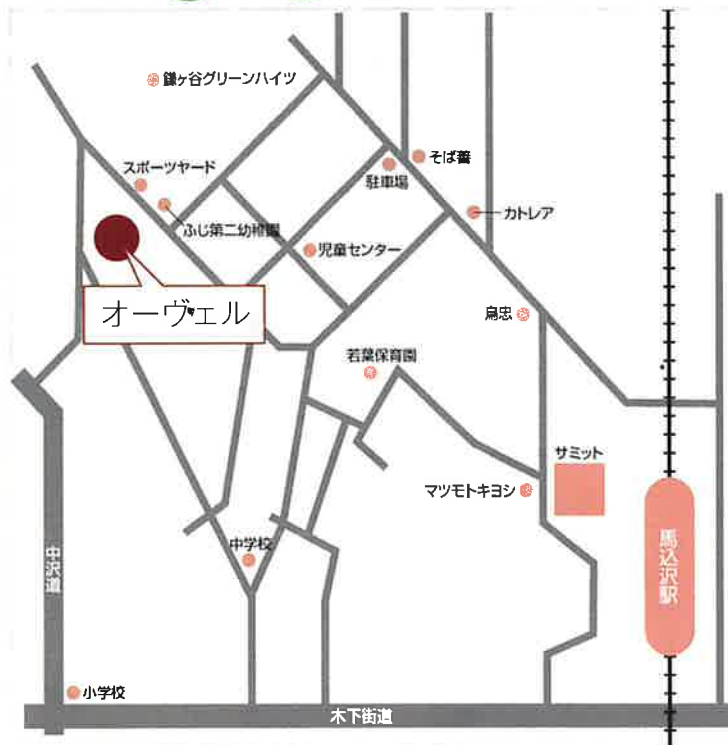 鎌ヶ谷グリーンハイツ
そば善
スポーツヤード
駐車場
カトレア
ふじ第二幼稚園
児童センター
オーヴェル
鳥忠
若葉保育園
サミット
マツモトキヨシ
馬込沢駅
中学校
中沢道
小学校
木下街道